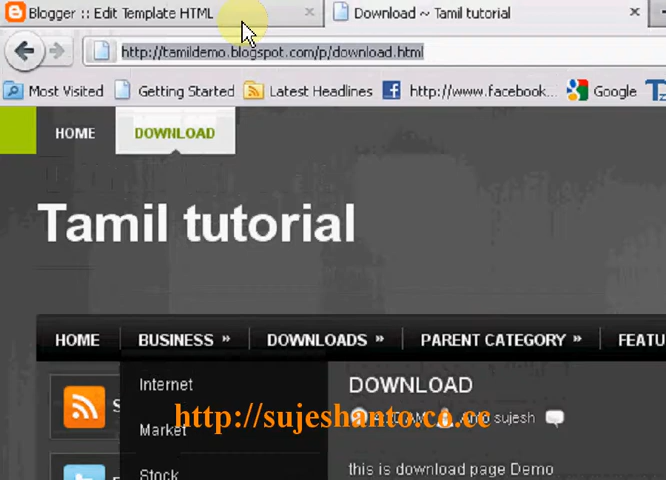 Blogger :: Edit Template HTML
Download ~ Tamil tutorial
http://tamildemo.blogspot.com/p/download.html
Most Visited Getting Started Latest Headlines http://www.facebook... Google
HOME DOWNLOAD
Tamil tutorial
HOME BUSINESS » DOWNLOADS » PARENT CATEGORY » FEATU
Internet
Market
Stock
S
DOWNLOAD
Anto sujesh
http://sujeshanto.co.cc
this is download page Demo